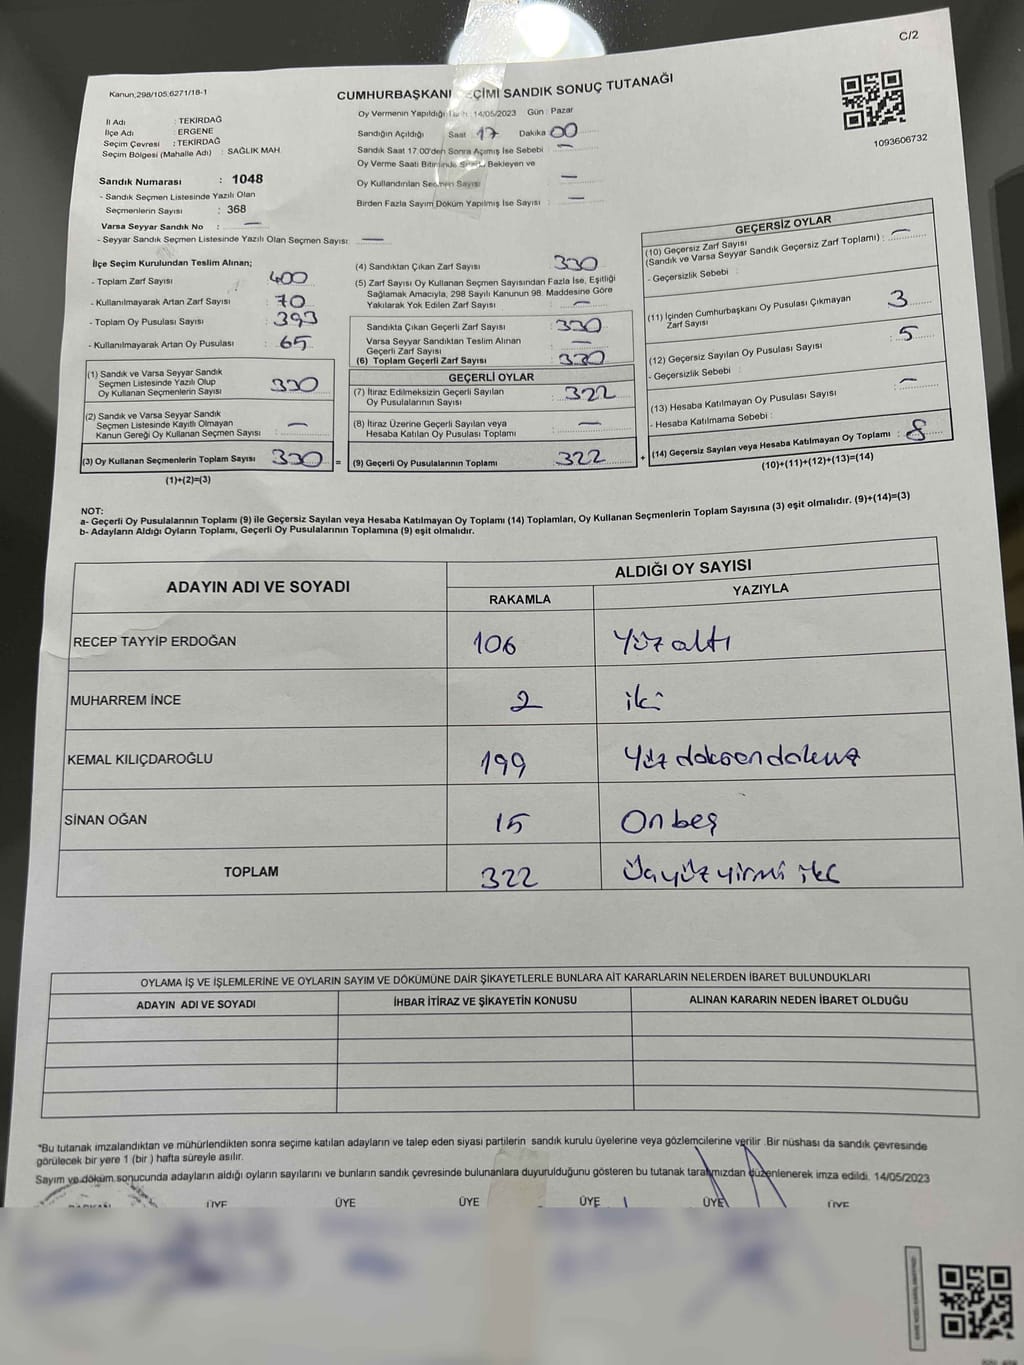 C/2
Kanun;298/105,6271/18-1
CUMHURBAŞKANI SEÇİMİ SANDIK SONUÇ TUTANAĞI
1093606732
İl Adı : TEKİRDAĞ
İlçe Adı : ERGENE
Seçim Çevresi : TEKİRDAĞ
Seçim Bölgesi (Mahalle Adı) : SAĞLIK MAH.
Sandık Numarası : 1048
- Sandık Seçmen Listesinde Yazılı Olan
Seçmenlerin Sayısı : 368
Varsa Seyyar Sandık No : —
- Seyyar Sandık Seçmen Listesinde Yazılı Olan Seçmen Sayısı: —
Oy Vermenin Yapıldığı Tarih : 14/05/2023 Gün : Pazar
Sandığın Açıldığı Saat : 17 Dakika 00
Sandık Saat 17.00'den Sonra Açılmış İse Sebebi : —
Oy Verme Saati Bitiminde Sırada Bekleyen ve
Oy Kullandırılan Seçmen Sayısı : —
Birden Fazla Sayım Döküm Yapılmış İse Sayısı : —
İlçe Seçim Kurulundan Teslim Alınan;
- Toplam Zarf Sayısı : 400
- Kullanılmayarak Artan Zarf Sayısı : 70
- Toplam Oy Pusulası Sayısı : 393
- Kullanılmayarak Artan Oy Pusulası : 65
(1) Sandık ve Varsa Seyyar Sandık
Seçmen Listesinde Yazılı Olup
Oy Kullanan Seçmenlerin Sayısı : 330
(2) Sandık ve Varsa Seyyar Sandık
Seçmen Listesinde Kayıtlı Olmayan
Kanun Gereği Oy Kullanan Seçmen Sayısı : —
(3) Oy Kullanan Seçmenlerin Toplam Sayısı : 330
(1)+(2)=(3)
(4) Sandıktan Çıkan Zarf Sayısı : 330
(5) Zarf Sayısı Oy Kullanan Seçmen Sayısından Fazla İse, Eşitliği
Sağlamak Amacıyla, 298 Sayılı Kanunun 98. Maddesine Göre
Yakılarak Yok Edilen Zarf Sayısı : —
Sandıkta Çıkan Geçerli Zarf Sayısı : 330
Varsa Seyyar Sandıktan Teslim Alınan
Geçerli Zarf Sayısı : —
(6) Toplam Geçerli Zarf Sayısı : 330
GEÇERLİ OYLAR
(7) İtiraz Edilmeksizin Geçerli Sayılan
Oy Pusulalarının Sayısı : 322
(8) İtiraz Üzerine Geçerli Sayılan veya
Hesaba Katılan Oy Pusulası Toplamı : —
= (9) Geçerli Oy Pusulalarının Toplamı : 322
GEÇERSİZ OYLAR
(10) Geçersiz Zarf Sayısı
(Sandık ve Varsa Seyyar Sandık Geçersiz Zarf Toplamı) : —
- Geçersizlik Sebebi :
(11) İçinden Cumhurbaşkanı Oy Pusulası Çıkmayan
Zarf Sayısı : 3
(12) Geçersiz Sayılan Oy Pusulası Sayısı : 5
- Geçersizlik Sebebi :
(13) Hesaba Katılmayan Oy Pusulası Sayısı : —
- Hesaba Katılmama Sebebi :
+ (14) Geçersiz Sayılan veya Hesaba Katılmayan Oy Toplamı : 8
(10)+(11)+(12)+(13)=(14)
NOT:
a- Geçerli Oy Pusulalarının Toplamı (9) ile Geçersiz Sayılan veya Hesaba Katılmayan Oy Toplamı (14) Toplamları, Oy Kullanan Seçmenlerin Toplam Sayısına (3) eşit olmalıdır. (9)+(14)=(3)
b- Adayların Aldığı Oyların Toplamı, Geçerli Oy Pusulalarının Toplamına (9) eşit olmalıdır.
ADAYIN ADI VE SOYADI
ALDIĞI OY SAYISI
RAKAMLA YAZIYLA
RECEP TAYYİP ERDOĞAN 106 Yüz altı
MUHARREM İNCE 2 iki
KEMAL KILIÇDAROĞLU 199 Yüz doksan dokuz
SİNAN OĞAN 15 On beş
TOPLAM 322 Üçyüz yirmi iki
OYLAMA İŞ VE İŞLEMLERİNE VE OYLARIN SAYIM VE DÖKÜMÜNE DAİR ŞİKAYETLERLE BUNLARA AİT KARARLARIN NELERDEN İBARET BULUNDUKLARI
ADAYIN ADI VE SOYADI İHBAR İTİRAZ VE ŞİKAYETİN KONUSU ALINAN KARARIN NEDEN İBARET OLDUĞU
*Bu tutanak imzalandıktan ve mühürlendikten sonra seçime katılan adayların ve talep eden siyasi partilerin sandık kurulu üyelerine veya gözlemcilerine verilir .Bir nüshası da sandık çevresinde
görülecek bir yere 1 (bir ) hafta süreyle asılır.
Sayım ve döküm sonucunda adayların aldığı oyların sayılarını ve bunların sandık çevresinde bulunanlara duyurulduğunu gösteren bu tutanak tarafımızdan düzenlenerek imza edildi. 14/05/2023
BAŞKAN ÜYE ÜYE ÜYE ÜYE ÜYE ÜYE